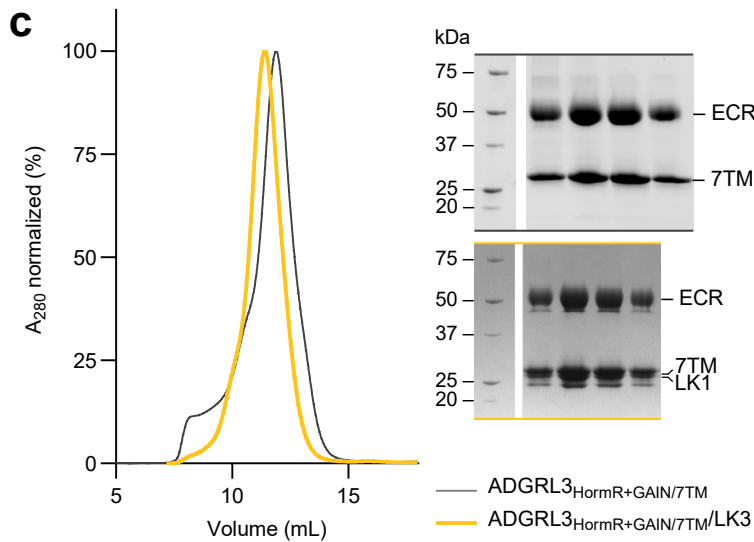 c
100
75
50
25
0
5
10
15
A280 normalized (%)
Volume (mL)
kDa
75
50
37
25
20
ECR
7TM
75
50
37
25
20
ECR
7TM
LK1
ADGRL3HormR+GAIN/7TM
ADGRL3HormR+GAIN/7TM/LK3